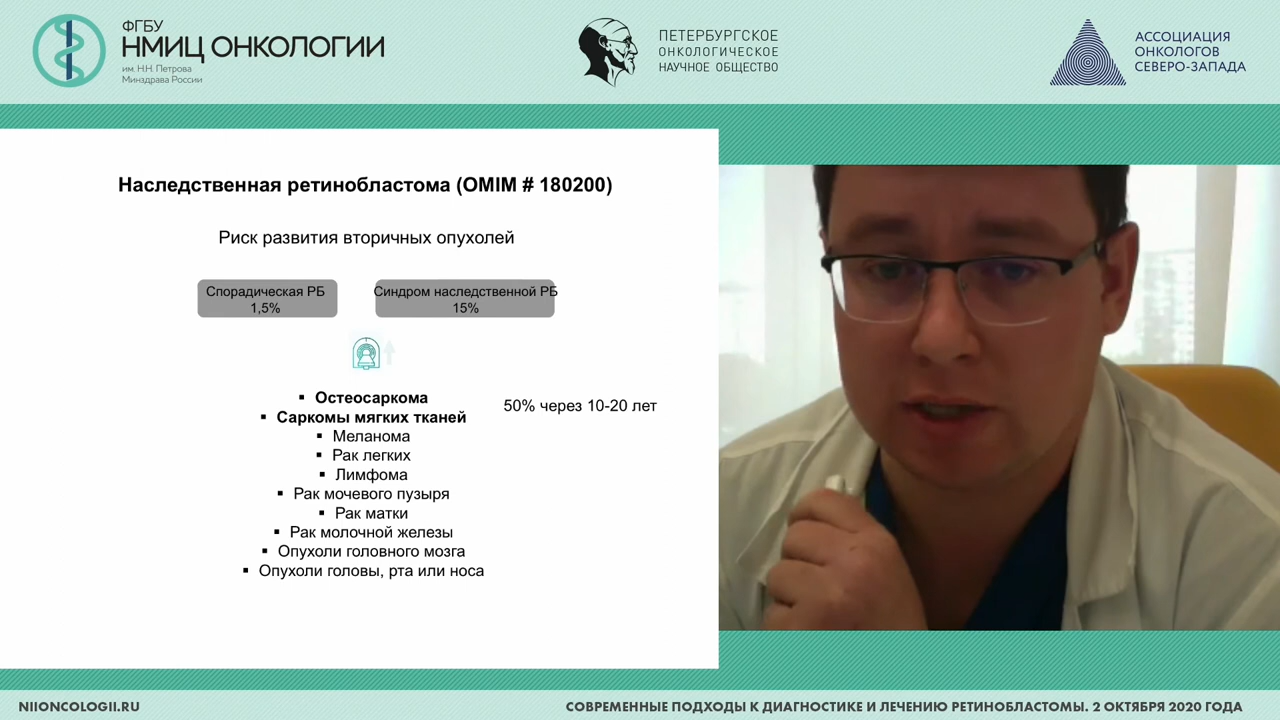 ФГБУ
НМИЦ ОНКОЛОГИИ
им. Н.Н. Петрова
Минздрава России
ПЕТЕРБУРГСКОЕ
ОНКОЛОГИЧЕСКОЕ
НАУЧНОЕ ОБЩЕСТВО
АССОЦИАЦИЯ
ОНКОЛОГОВ
СЕВЕРО-ЗАПАДА
Наследственная ретинобластома (OMIM # 180200)
Риск развития вторичных опухолей
Спорадическая РБ
1,5%
Синдром наследственной РБ
15%
▪ Остеосаркома
▪ Саркомы мягких тканей
50% через 10-20 лет
▪ Меланома
▪ Рак легких
▪ Лимфома
▪ Рак мочевого пузыря
▪ Рак матки
▪ Рак молочной железы
▪ Опухоли головного мозга
▪ Опухоли головы, рта или носа
NIIONCOLOGII.RU
СОВРЕМЕННЫЕ ПОДХОДЫ К ДИАГНОСТИКЕ И ЛЕЧЕНИЮ РЕТИНОБЛАСТОМЫ. 2 ОКТЯБРЯ 2020 ГОДА